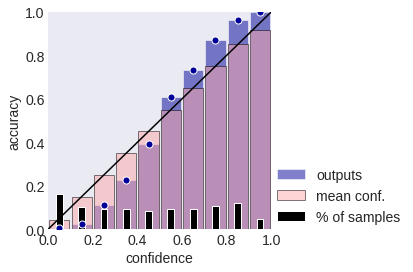 1.0
0.8
0.6
0.4
0.2
0.0
accuracy
0.0 0.2 0.4 0.6 0.8 1.0
confidence
outputs
mean conf.
% of samples